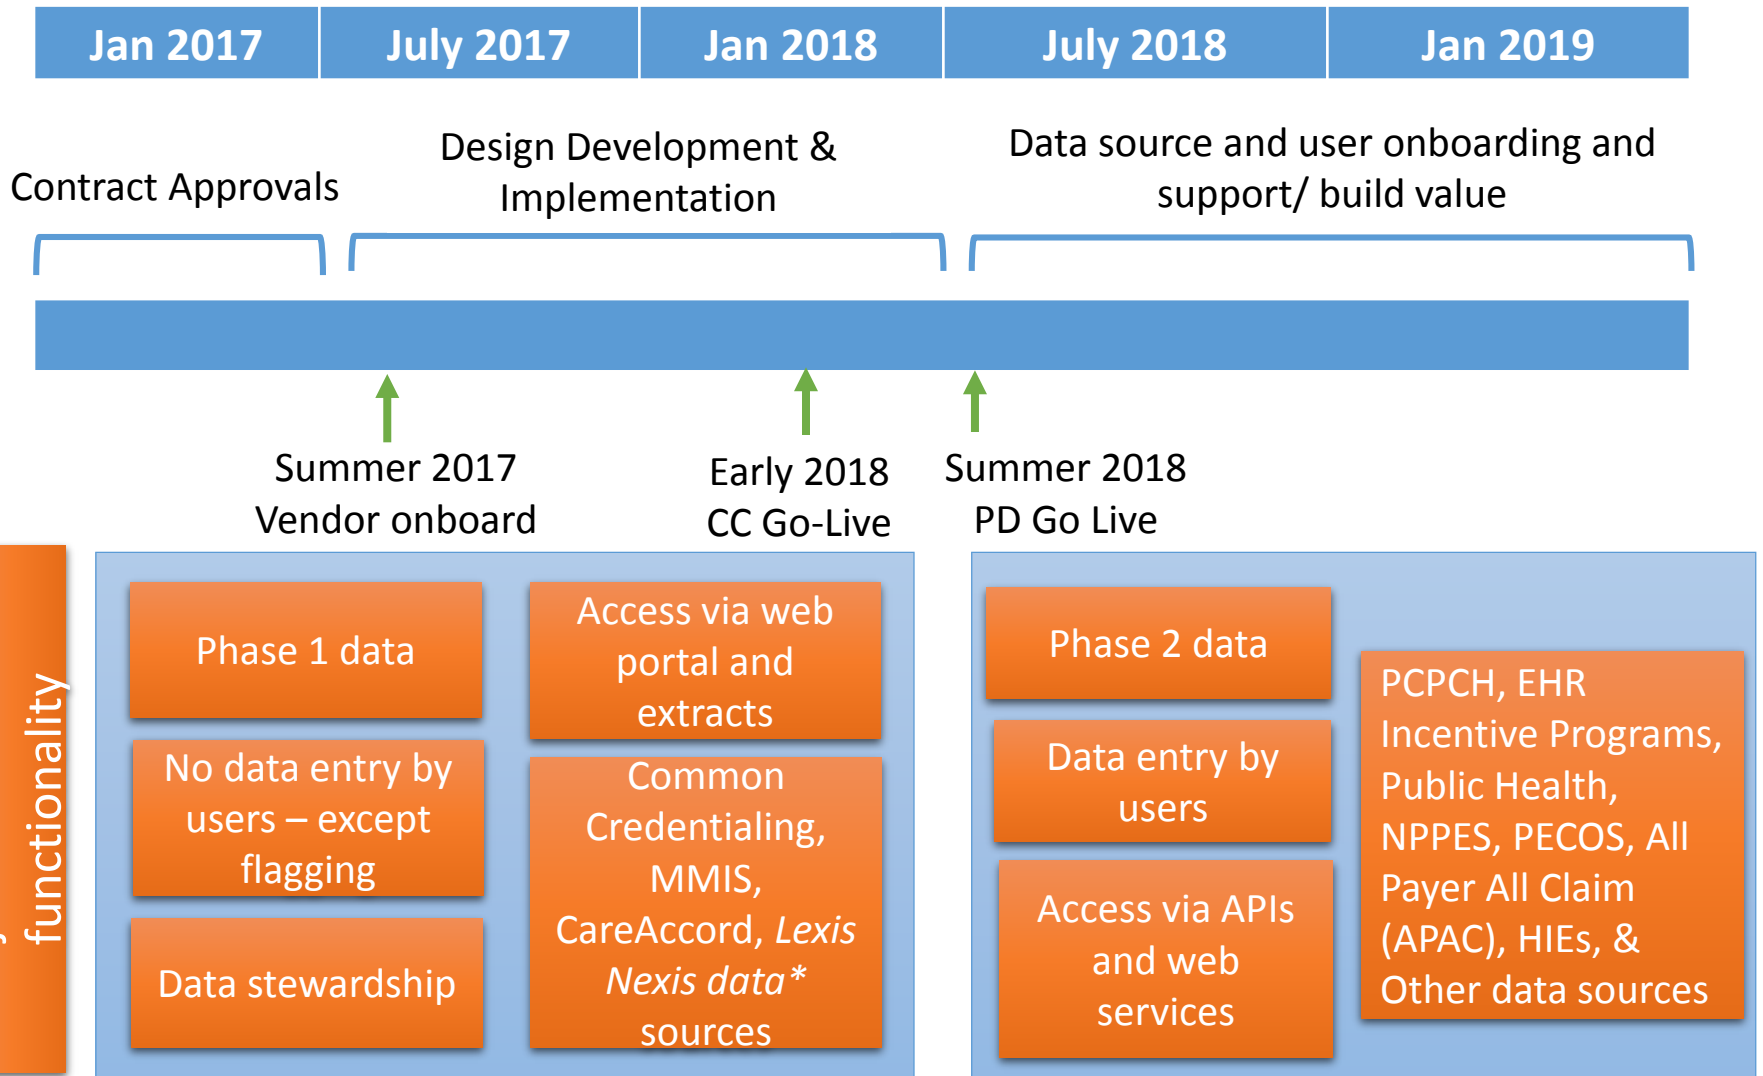 Jan 2017
July 2017
Jan 2018
July 2018
Jan 2019
Contract Approvals
Design Development &
Implementation
Data source and user onboarding and
support/ build value
Summer 2017
Vendor onboard
Early 2018
CC Go-Live
Summer 2018
PD Go Live
functionality
Phase 1 data
No data entry by
users – except
flagging
Data stewardship
Access via web
portal and
extracts
Common
Credentialing,
MMIS,
CareAccord, Lexis
Nexis data*
sources
Phase 2 data
Data entry by
users
Access via APIs
and web
services
PCPCH, EHR
Incentive Programs,
Public Health,
NPPES, PECOS, All
Payer All Claim
(APAC), HIEs, &
Other data sources